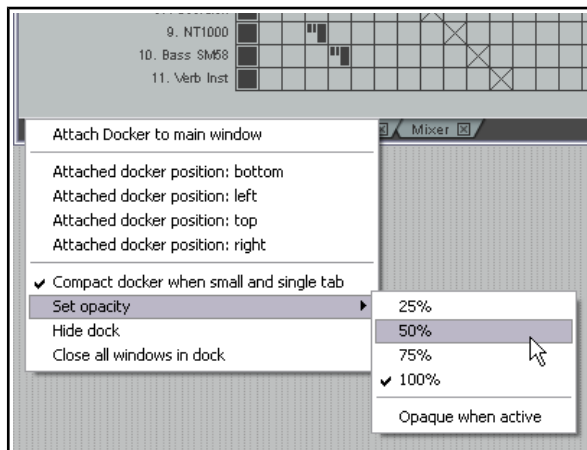 9. NT1000
10. Bass SM58
11. Verb Inst
Mixer
Attach Docker to main window
Attached docker position: bottom
Attached docker position: left
Attached docker position: top
Attached docker position: right
Compact docker when small and single tab
Set opacity
Hide dock
Close all windows in dock
25%
50%
75%
100%
Opaque when active